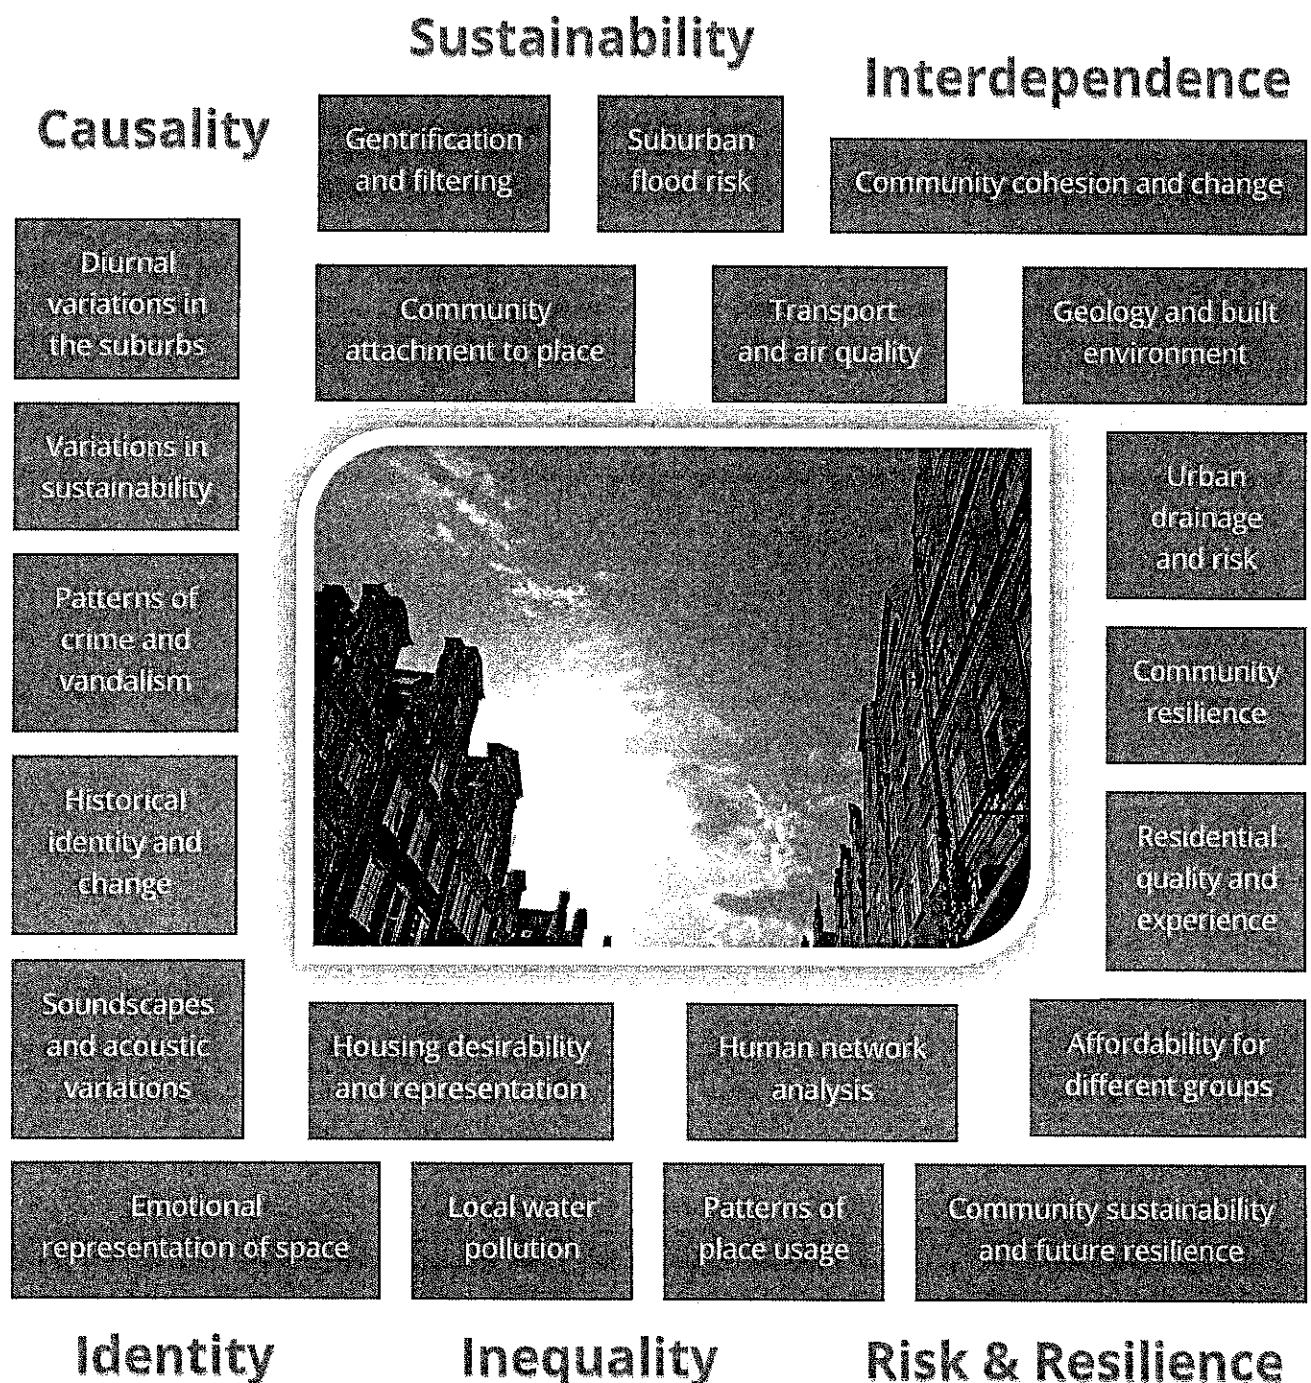 Sustainability
Interdependence
Causality
Gentrification
and filtering
Suburban
flood risk
Community cohesion and change
Diurnal
variations in
the suburbs
Community
attachment to place
Transport
and air quality
Geology and built
environment
Variations in
sustainability
Urban
drainage
and risk
Patterns of
crime and
vandalism
Community
resilience
Historical
identity and
change
Residential
quality and
experience
Soundscapes
and acoustic
variations
Housing desirability
and representation
Human network
analysis
Affordability for
different groups
Emotional
representation of space
Local water
pollution
Patterns of
place usage
Community sustainability
and future resilience
Identity
Inequality
Risk & Resilience